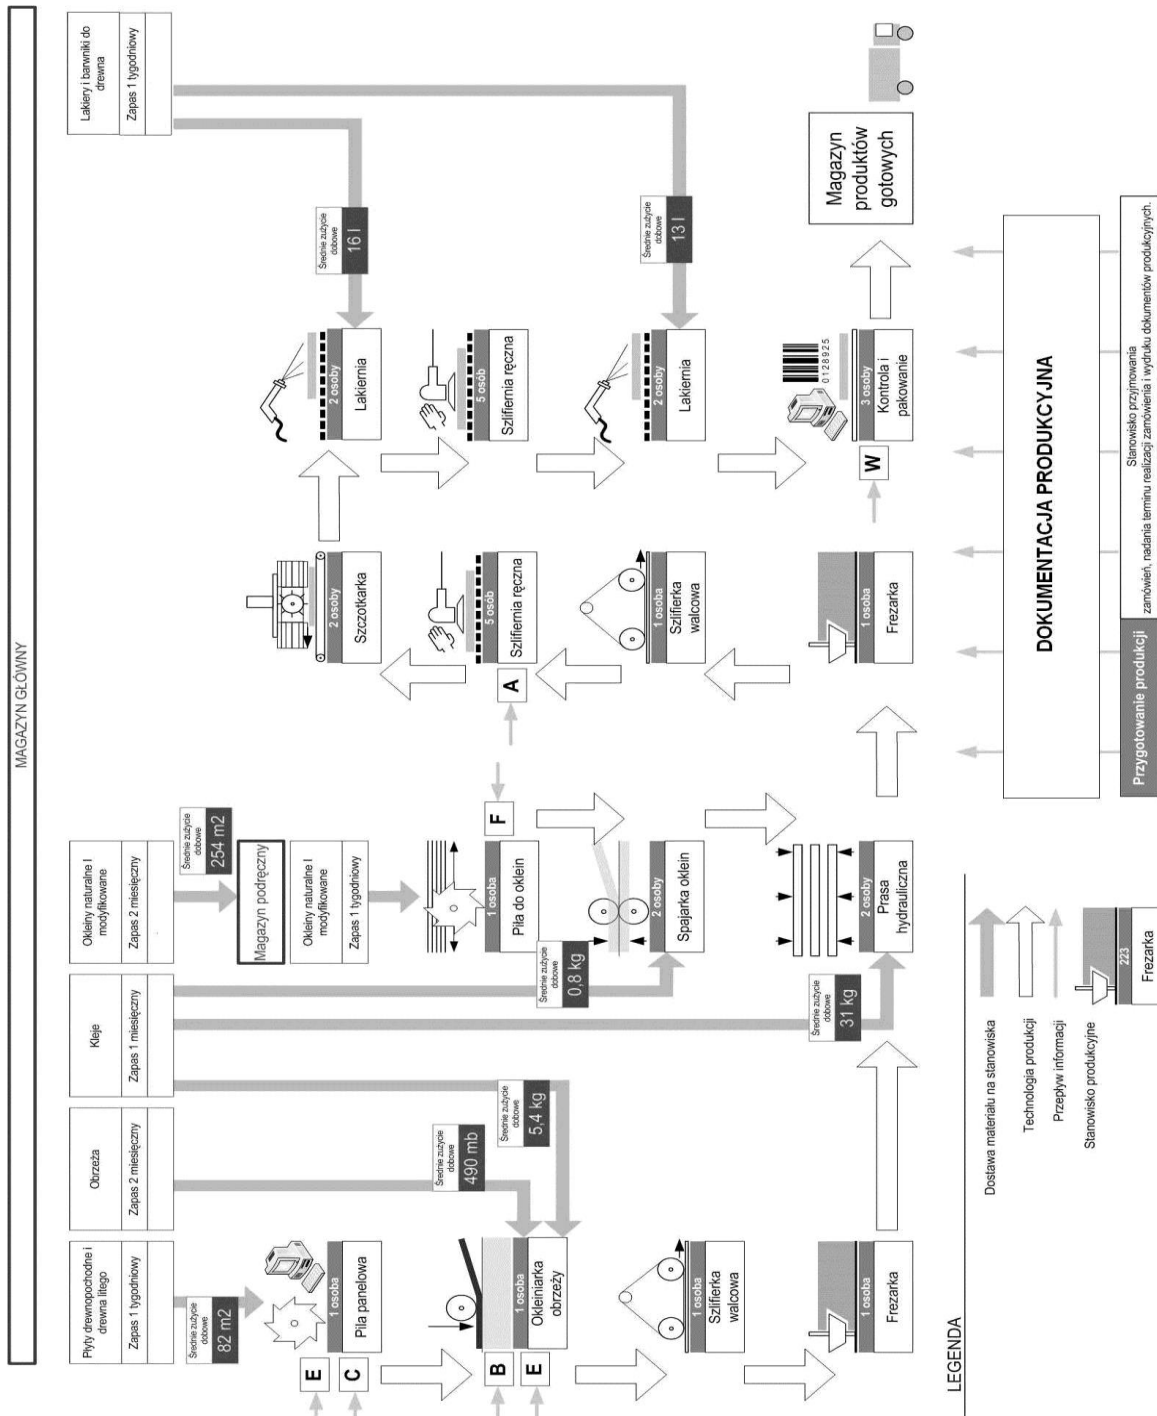 MAGAZYN GŁÓWNY
Płyty drewnopochodne i
drewna litego
Zapas 1 tygodniowy
Obrzeża
Zapas 2 miesięczny
Kleje
Zapas 1 miesięczny
Okleiny naturalne I
modyfikowane
Zapas 2 miesięczny
Lakiery i barwniki do
drewna
Zapas 1 tygodniowy
Średnie zużycie
dobowe
82 m2
Średnie zużycie
dobowe
254 m2
Magazyn podręczny
Okleiny naturalne I
modyfikowane
Zapas 1 tygodniowy
Średnie zużycie
dobowe
16 l
Średnie zużycie
dobowe
13 l
E
C
1 osoba
Piła panelowa
Średnie zużycie
dobowe
490 mb
Średnie zużycie
dobowe
5,4 kg
B
E
1 osoba
Okleiniarka
obrzeży
1 osoba
Szlifierka
walcowa
1 osoba
Frezarka
1 osoba
Piła do oklein
F
Średnie zużycie
dobowe
0,8 kg
2 osoby
Spajarka oklein
Średnie zużycie
dobowe
31 kg
2 osoby
Prasa
hydrauliczna
2 osoby
Szczotkarka
A
5 osób
Szlifiernia ręczna
1 osoba
Szlifierka
walcowa
1 osoba
Frezarka
2 osoby
Lakiernia
5 osób
Szlifiernia ręczna
2 osoby
Lakiernia
0128925
W
3 osoby
Kontrola i
pakowanie
Magazyn
produktów
gotowych
LEGENDA
Dostawa materiału na stanowiska
Technologia produkcji
Przepływ informacji
Stanowisko produkcyjne
223
Frezarka
DOKUMENTACJA PRODUKCYJNA
Przygotowanie produkcji
Stanowisko przyjmowania
zamówień, nadania terminu realizacji zamówienia i wydruku dokumentów produkcyjnych.